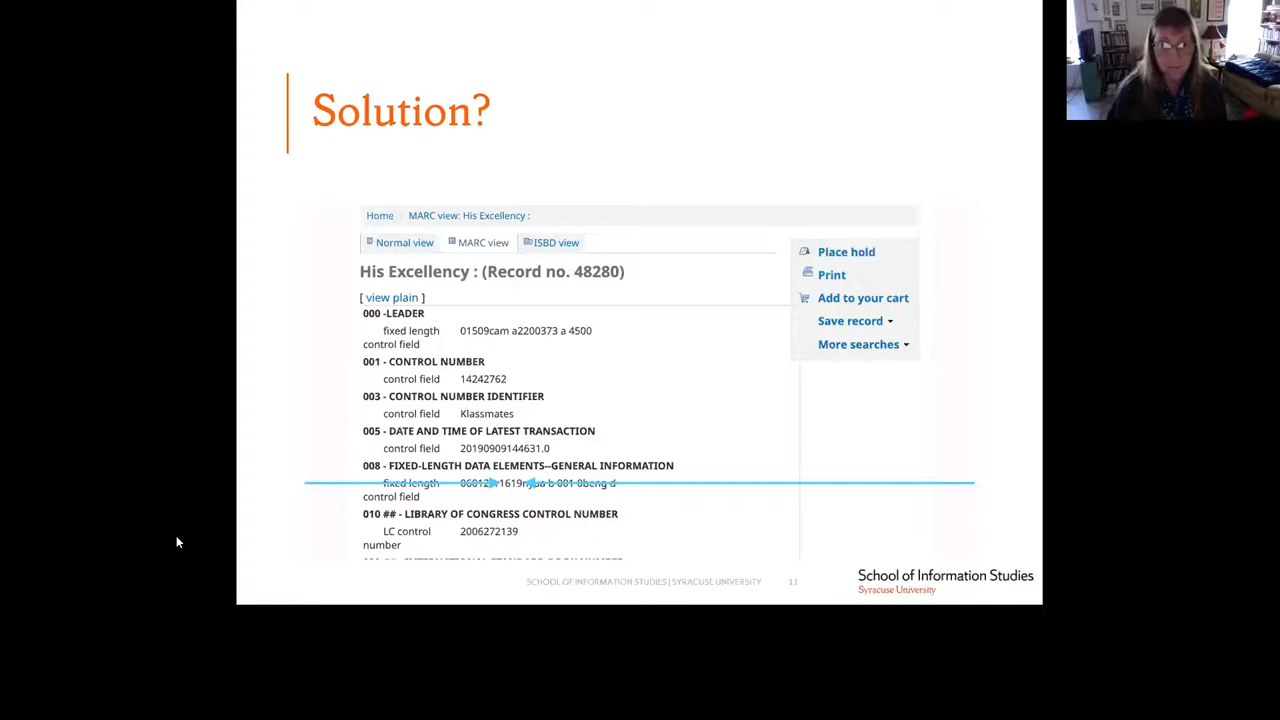 Solution?
Home MARC view: His Excellency :
Normal view MARC view ISBD view
His Excellency : (Record no. 48280)
[ view plain ]
000 -LEADER
fixed length 01509cam a2200373 a 4500
control field
001 - CONTROL NUMBER
control field 14242762
003 - CONTROL NUMBER IDENTIFIER
control field Klassmates
005 - DATE AND TIME OF LATEST TRANSACTION
control field 20190909144631.0
008 - FIXED-LENGTH DATA ELEMENTS--GENERAL INFORMATION
fixed length b 001 0beng d
control field
010 ## - LIBRARY OF CONGRESS CONTROL NUMBER
LC control 2006272139
number
Place hold
Print
Add to your cart
Save record
More searches
SCHOOL OF INFORMATION STUDIES | SYRACUSE UNIVERSITY 11
School of Information Studies
Syracuse University